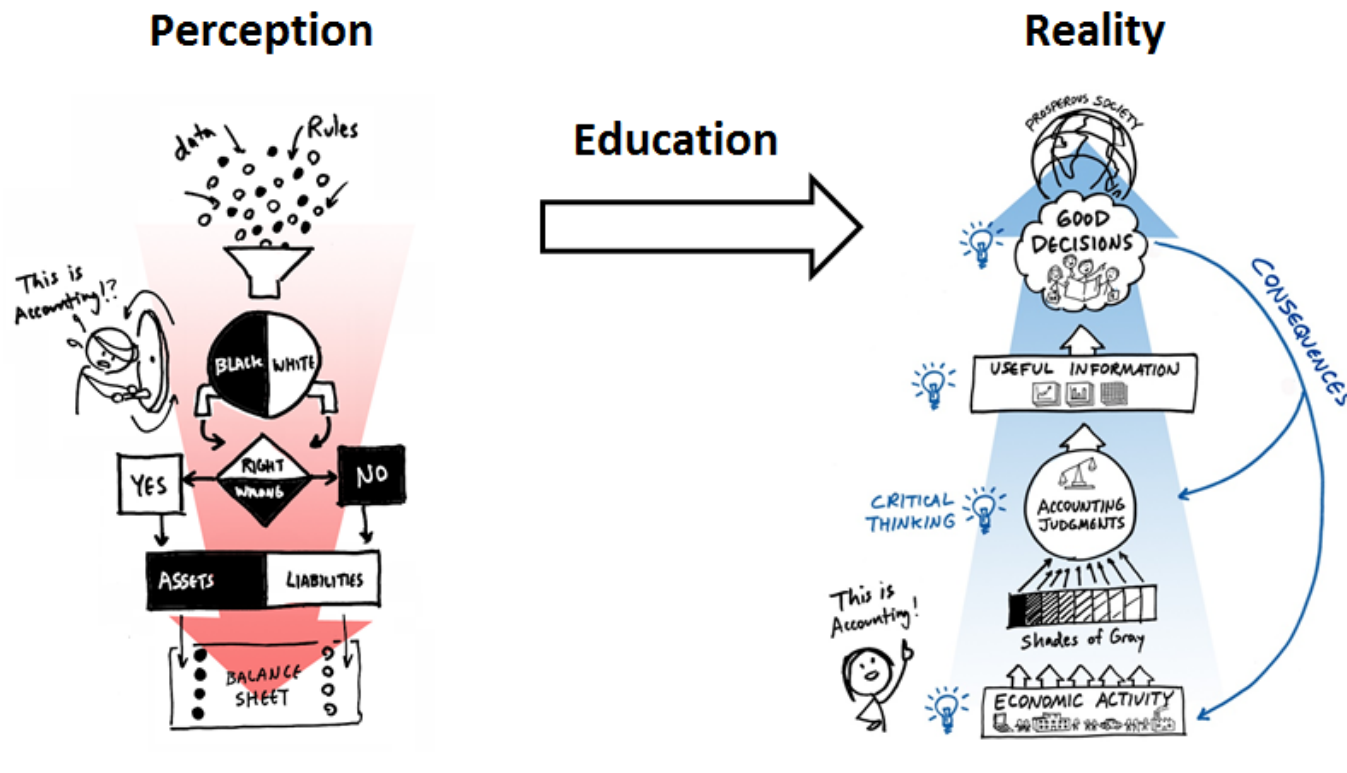 Perception
Education
Reality
data
Rules
This is
Accounting!?
BLACK
WHITE
RIGHT
WRONG
YES
NO
ASSETS
LIABILITIES
BALANCE
SHEET
PROSPEROUS SOCIETY
GOOD
DECISIONS
CONSEQUENCES
USEFUL INFORMATION
CRITICAL
THINKING
ACCOUNTING
JUDGMENTS
This is
Accounting!
Shades of Gray
ECONOMIC ACTIVITY